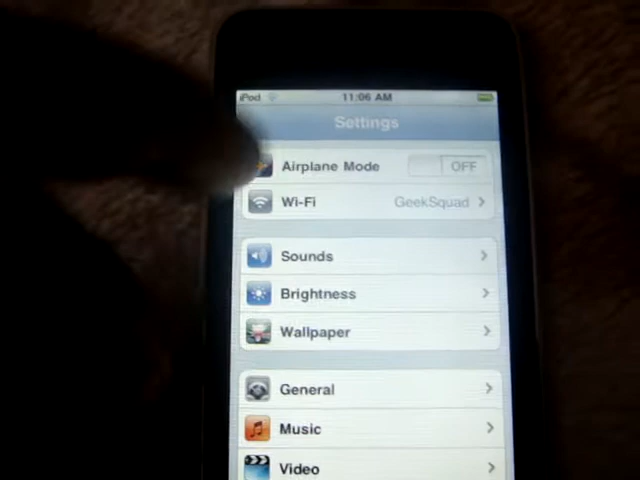 iPod 11:06 AM
Settings
Airplane Mode OFF
Wi-Fi GeekSquad
Sounds
Brightness
Wallpaper
General
Music
Video